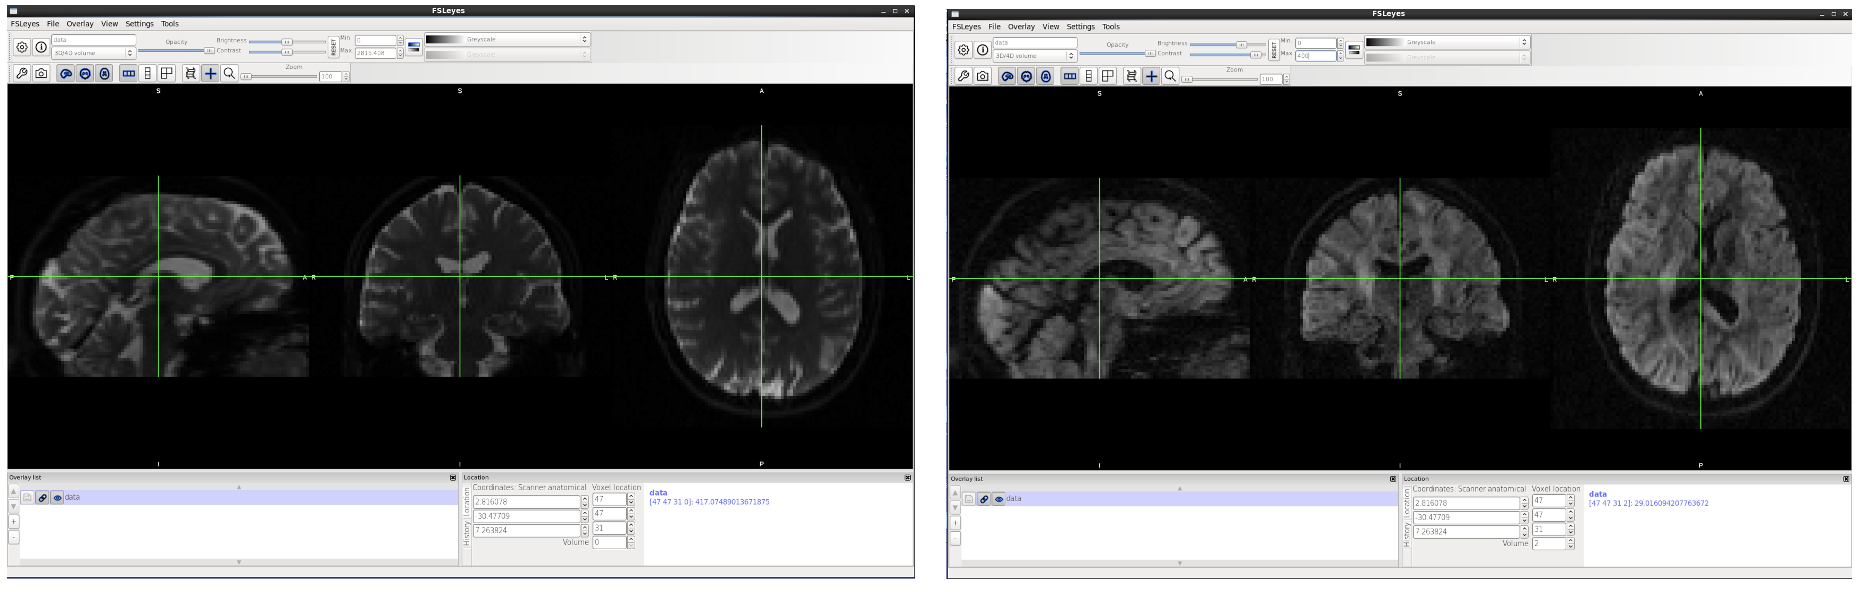 FSLeyes
FSLeyes File Overlay View Settings Tools
data
3D/4D volume
Opacity
Brightness
Contrast
RESET
Min 0
Max 2815.408
Greyscale
Greyscale
Zoom
100
S S A
P A R L R L
I I P
Overlay list
data
Location
Location
History
Coordinates: Scanner anatomical Voxel location
2.816078 47
-30.47709 47
7.263824 31
Volume 0
data
[47 47 31 0]: 417.07489013671875
FSLeyes
FSLeyes File Overlay View Settings Tools
data
3D/4D volume
Opacity
Brightness
Contrast
RESET
Min 0
Max 400
Greyscale
Greyscale
Zoom
100
S S A
P A R L R L
I I P
Overlay list
data
Location
Location
History
Coordinates: Scanner anatomical Voxel location
2.816078 47
-30.47709 47
7.263824 31
Volume 2
data
[47 47 31 2]: 29.016094207763672